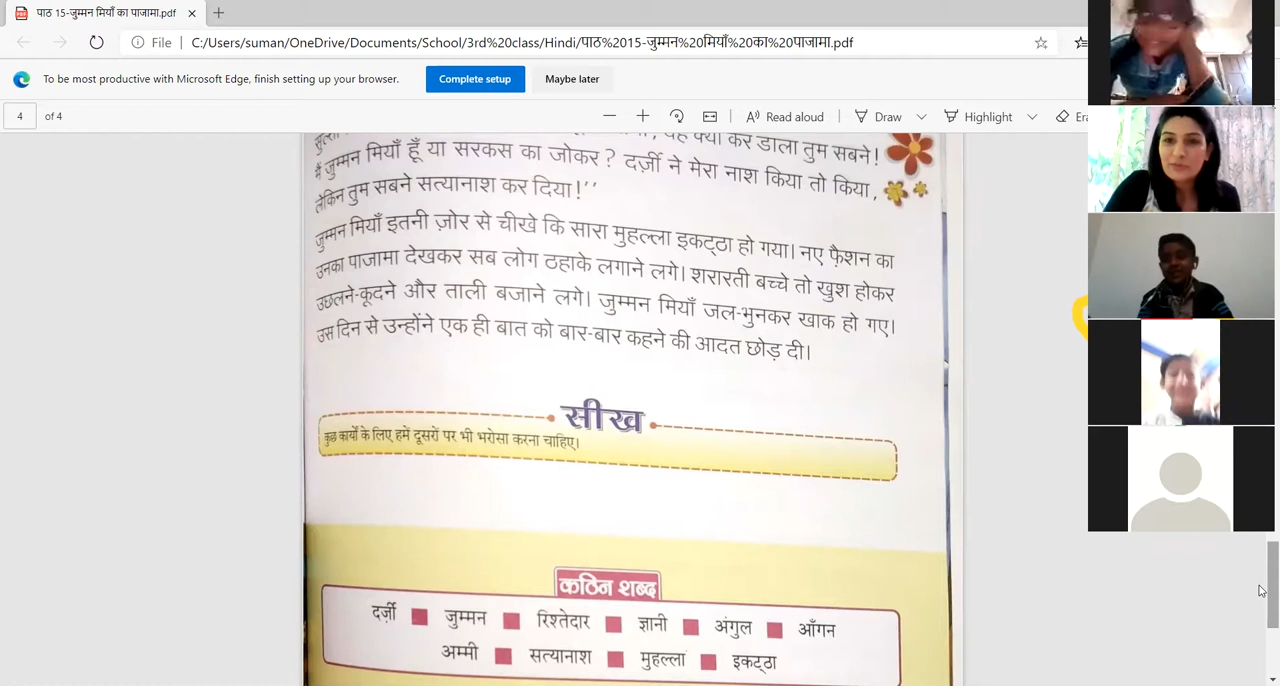 पाठ 15-जुम्मन मियाँ का पाजामा.pdf
File | C:/Users/suman/OneDrive/Documents/School/3rd%20class/Hindi/पाठ%2015-जुम्मन%20मियाँ%20का%20पाजामा.pdf
To be most productive with Microsoft Edge, finish setting up your browser. Complete setup Maybe later
4 of 4 Read aloud Draw Highlight
क्या कर डाला तुम सबने!
मैं जुम्मन मियाँ हूँ या सरकस का जोकर? दर्ज़ी ने मेरा नाश किया तो किया,
लेकिन तुम सबने सत्यानाश कर दिया!’’
जुम्मन मियाँ इतनी ज़ोर से चीखे कि सारा मुहल्ला इकट्ठा हो गया। नए फ़ैशन का
उनका पाजामा देखकर सब लोग ठहाके लगाने लगे। शरारती बच्चे तो खुश होकर
उछलने-कूदने और ताली बजाने लगे। जुम्मन मियाँ जल-भुनकर खाक हो गए।
उस दिन से उन्होंने एक ही बात को बार-बार कहने की आदत छोड़ दी।
सीख
कुछ कार्यों के लिए हमें दूसरों पर भी भरोसा करना चाहिए।
कठिन शब्द
दर्ज़ी जुम्मन रिश्तेदार ज्ञानी अंगुल आँगन
अम्मी सत्यानाश मुहल्ला इकट्ठा